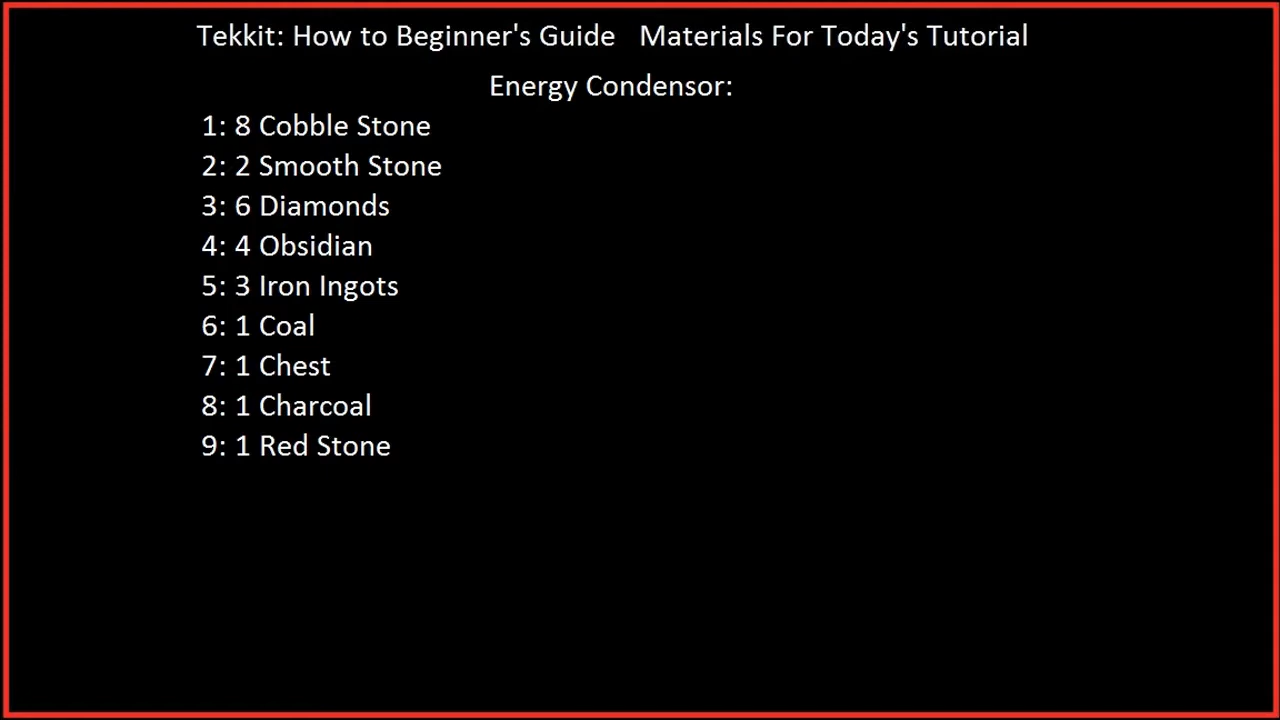 Tekkit: How to Beginner's Guide   Materials For Today's Tutorial
Energy Condensor:
1: 8 Cobble Stone
2: 2 Smooth Stone
3: 6 Diamonds
4: 4 Obsidian
5: 3 Iron Ingots
6: 1 Coal
7: 1 Chest
8: 1 Charcoal
9: 1 Red Stone